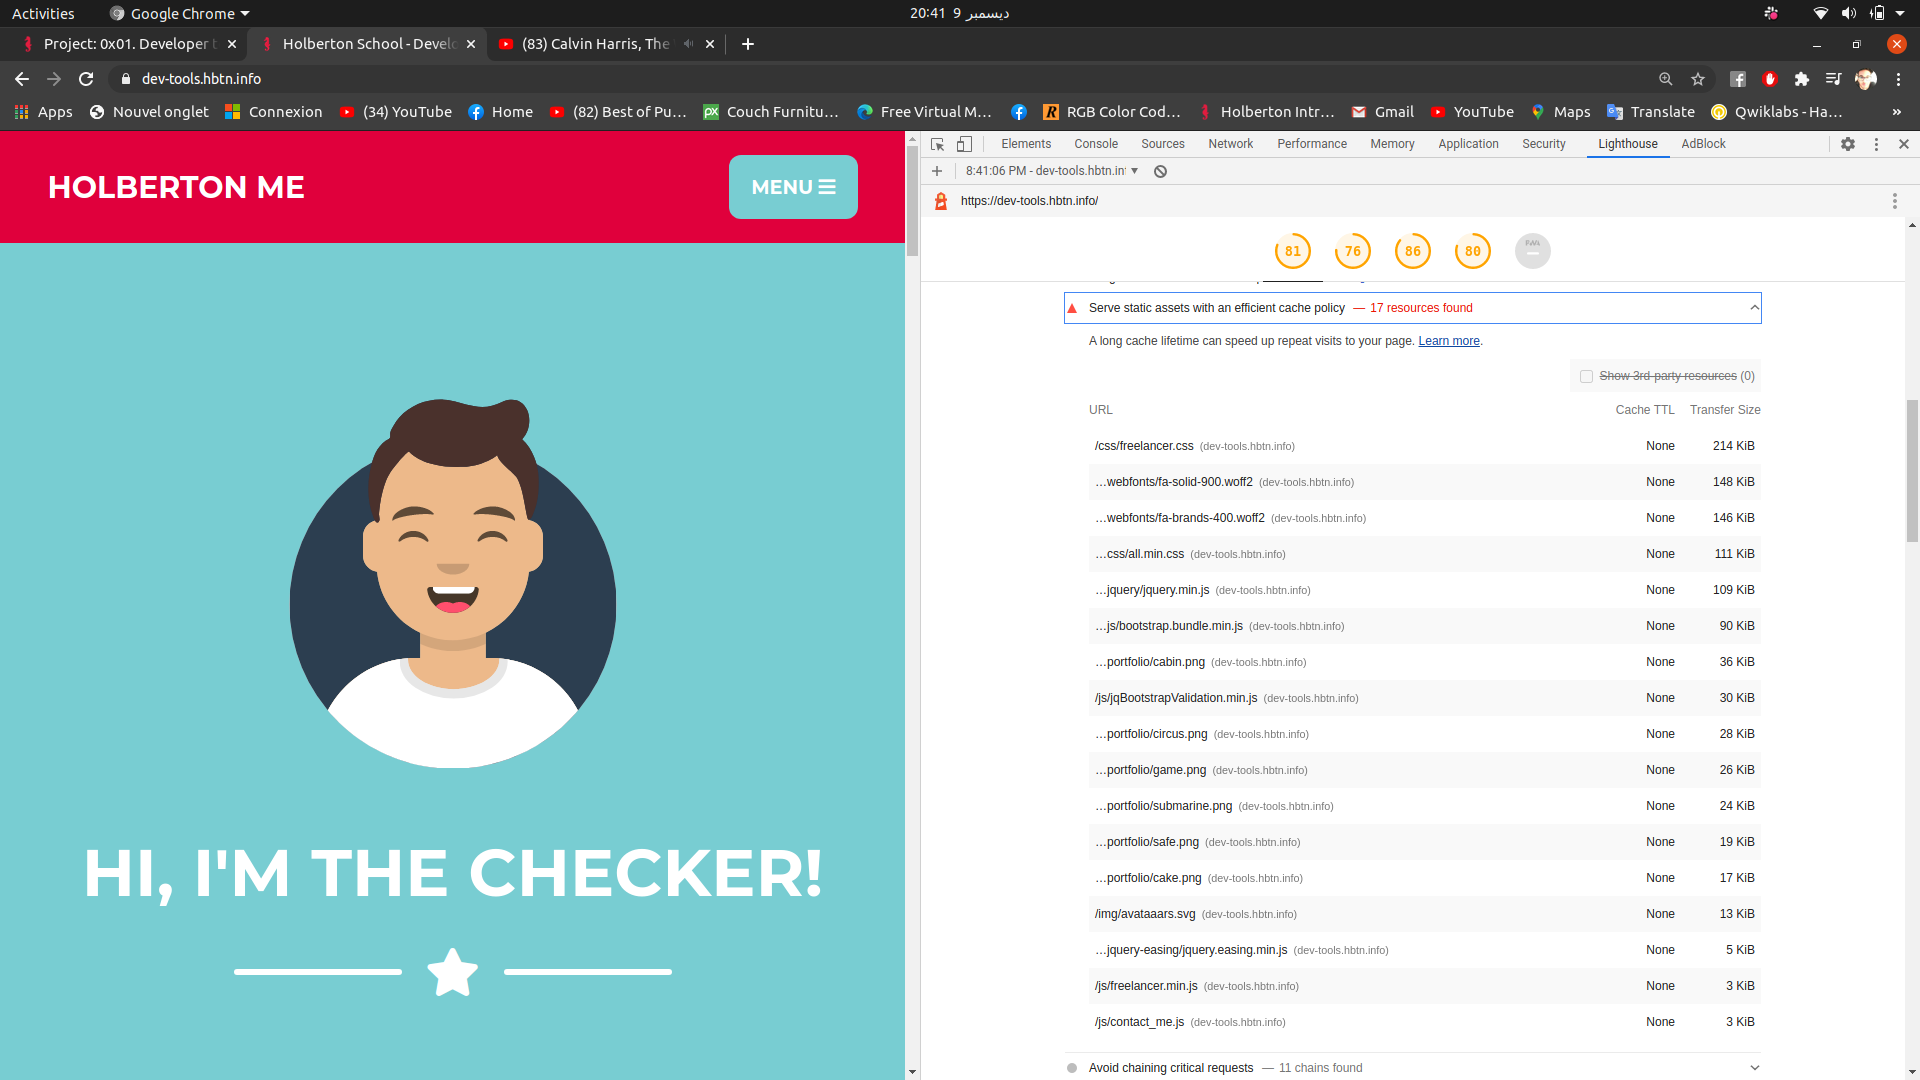 Activities Google Chrome 20:41 9 ديسمبر
Project: 0x01. Developer t Holberton School - Develo (83) Calvin Harris, The
dev-tools.hbtn.info
Apps Nouvel onglet Connexion (34) YouTube Home (82) Best of Pu… Couch Furnitu… Free Virtual M… RGB Color Cod… Holberton Intr… Gmail YouTube Maps Translate Qwiklabs - Ha… »
HOLBERTON ME
MENU
HI, I'M THE CHECKER!
Elements Console Sources Network Performance Memory Application Security Lighthouse AdBlock
8:41:06 PM - dev-tools.hbtn.in
https://dev-tools.hbtn.info/
81 76 86 80
Serve static assets with an efficient cache policy — 17 resources found
A long cache lifetime can speed up repeat visits to your page. Learn more.
Show 3rd-party resources (0)
URL Cache TTL Transfer Size
/css/freelancer.css (dev-tools.hbtn.info) None 214 KiB
…webfonts/fa-solid-900.woff2 (dev-tools.hbtn.info) None 148 KiB
…webfonts/fa-brands-400.woff2 (dev-tools.hbtn.info) None 146 KiB
…css/all.min.css (dev-tools.hbtn.info) None 111 KiB
…jquery/jquery.min.js (dev-tools.hbtn.info) None 109 KiB
…js/bootstrap.bundle.min.js (dev-tools.hbtn.info) None 90 KiB
…portfolio/cabin.png (dev-tools.hbtn.info) None 36 KiB
/js/jqBootstrapValidation.min.js (dev-tools.hbtn.info) None 30 KiB
…portfolio/circus.png (dev-tools.hbtn.info) None 28 KiB
…portfolio/game.png (dev-tools.hbtn.info) None 26 KiB
…portfolio/submarine.png (dev-tools.hbtn.info) None 24 KiB
…portfolio/safe.png (dev-tools.hbtn.info) None 19 KiB
…portfolio/cake.png (dev-tools.hbtn.info) None 17 KiB
/img/avataaars.svg (dev-tools.hbtn.info) None 13 KiB
…jquery-easing/jquery.easing.min.js (dev-tools.hbtn.info) None 5 KiB
/js/freelancer.min.js (dev-tools.hbtn.info) None 3 KiB
/js/contact_me.js (dev-tools.hbtn.info) None 3 KiB
Avoid chaining critical requests — 11 chains found